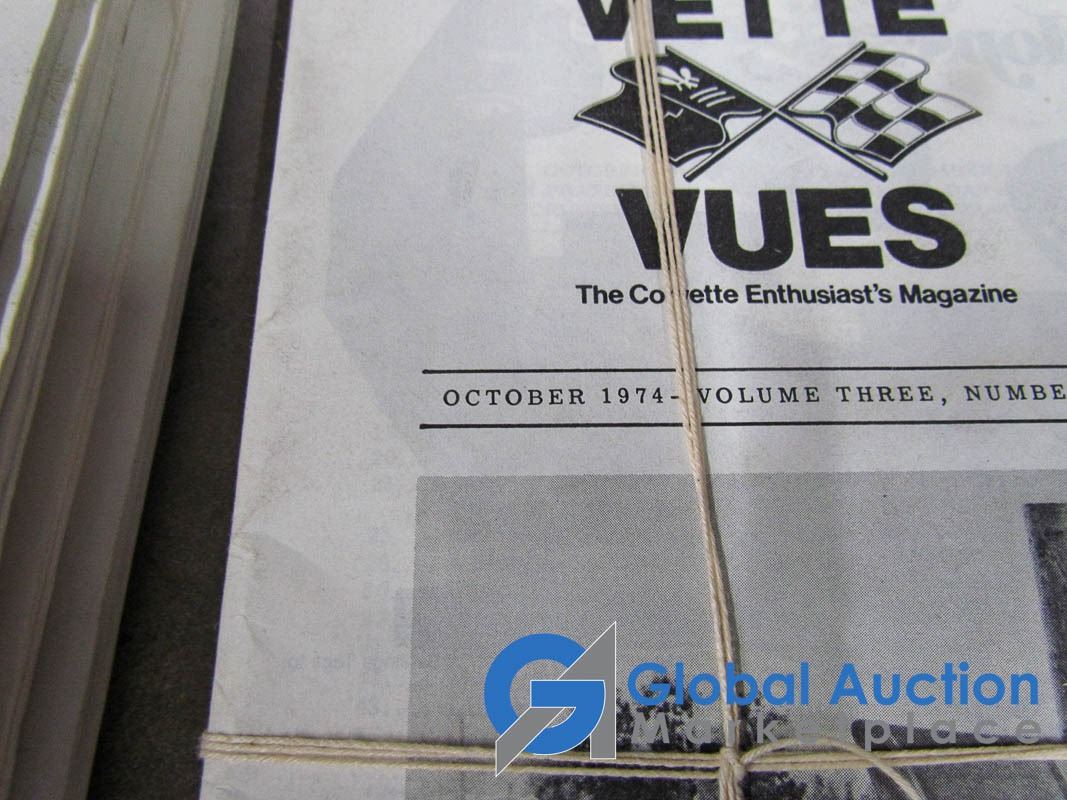 VETTE
VUES
The Corvette Enthusiast's Magazine
OCTOBER 1974-VOLUME THREE, NUMBE
Global Auction
Marketplace